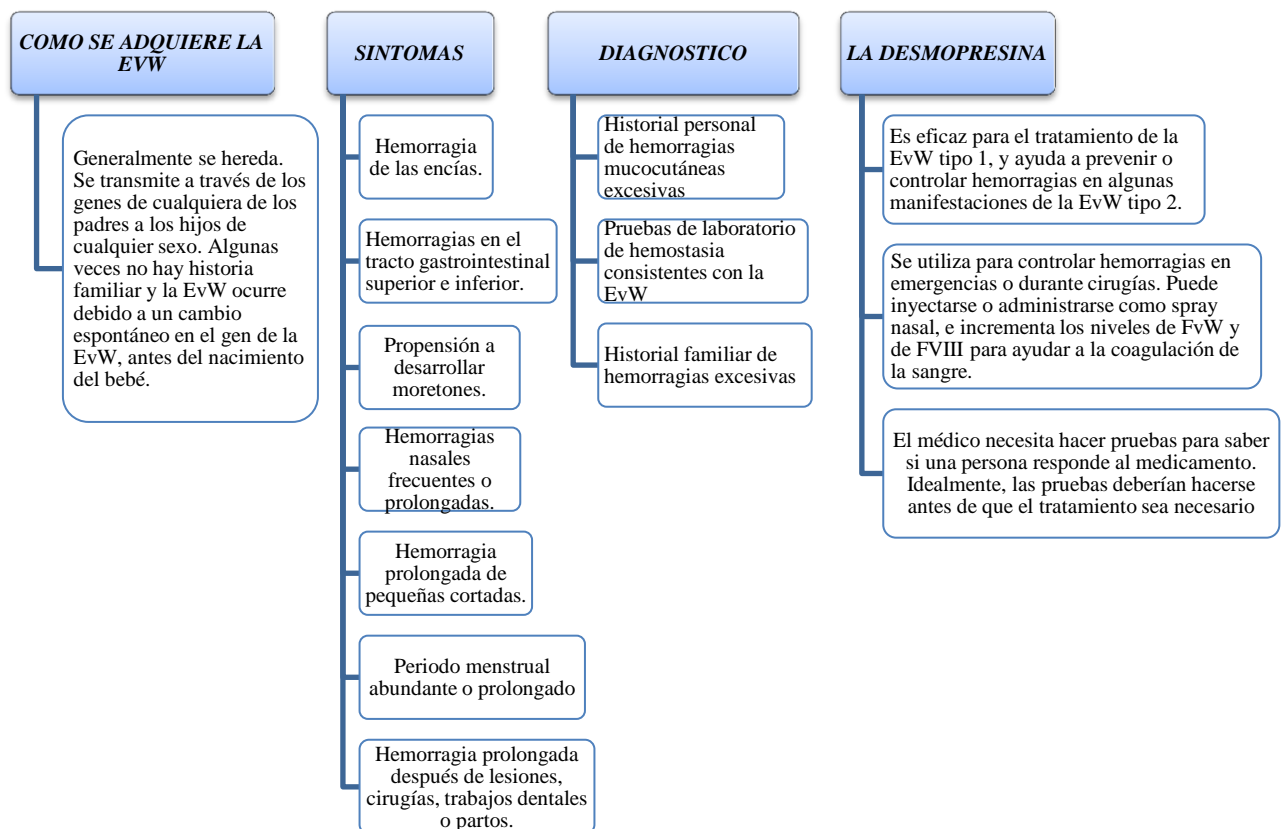 COMO SE ADQUIERE LA
EVW
Generalmente se hereda.
Se transmite a través de los
genes de cualquiera de los
padres a los hijos de
cualquier sexo. Algunas
veces no hay historia
familiar y la EvW ocurre
debido a un cambio
espontáneo en el gen de la
EvW, antes del nacimiento
del bebé.
SINTOMAS
Hemorragia
de las encías.
Hemorragias en el
tracto gastrointestinal
superior e inferior.
Propensión a
desarrollar
moretones.
Hemorragias
nasales
frecuentes o
prolongadas.
Hemorragia
prolongada de
pequeñas cortadas.
Periodo menstrual
abundante o prolongado
Hemorragia prolongada
después de lesiones,
cirugías, trabajos dentales
o partos.
DIAGNOSTICO
Historial personal
de hemorragias
mucocutáneas
excesivas
Pruebas de laboratorio
de hemostasia
consistentes con la
EvW
Historial familiar de
hemorragias excesivas
LA DESMOPRESINA
Es eficaz para el tratamiento de la
EvW tipo 1, y ayuda a prevenir o
controlar hemorragias en algunas
manifestaciones de la EvW tipo 2.
Se utiliza para controlar hemorragias en
emergencias o durante cirugías. Puede
inyectarse o administrarse como spray
nasal, e incrementa los niveles de FvW y
de FVIII para ayudar a la coagulación de
la sangre.
El médico necesita hacer pruebas para saber
si una persona responde al medicamento.
Idealmente, las pruebas deberían hacerse
antes de que el tratamiento sea necesario